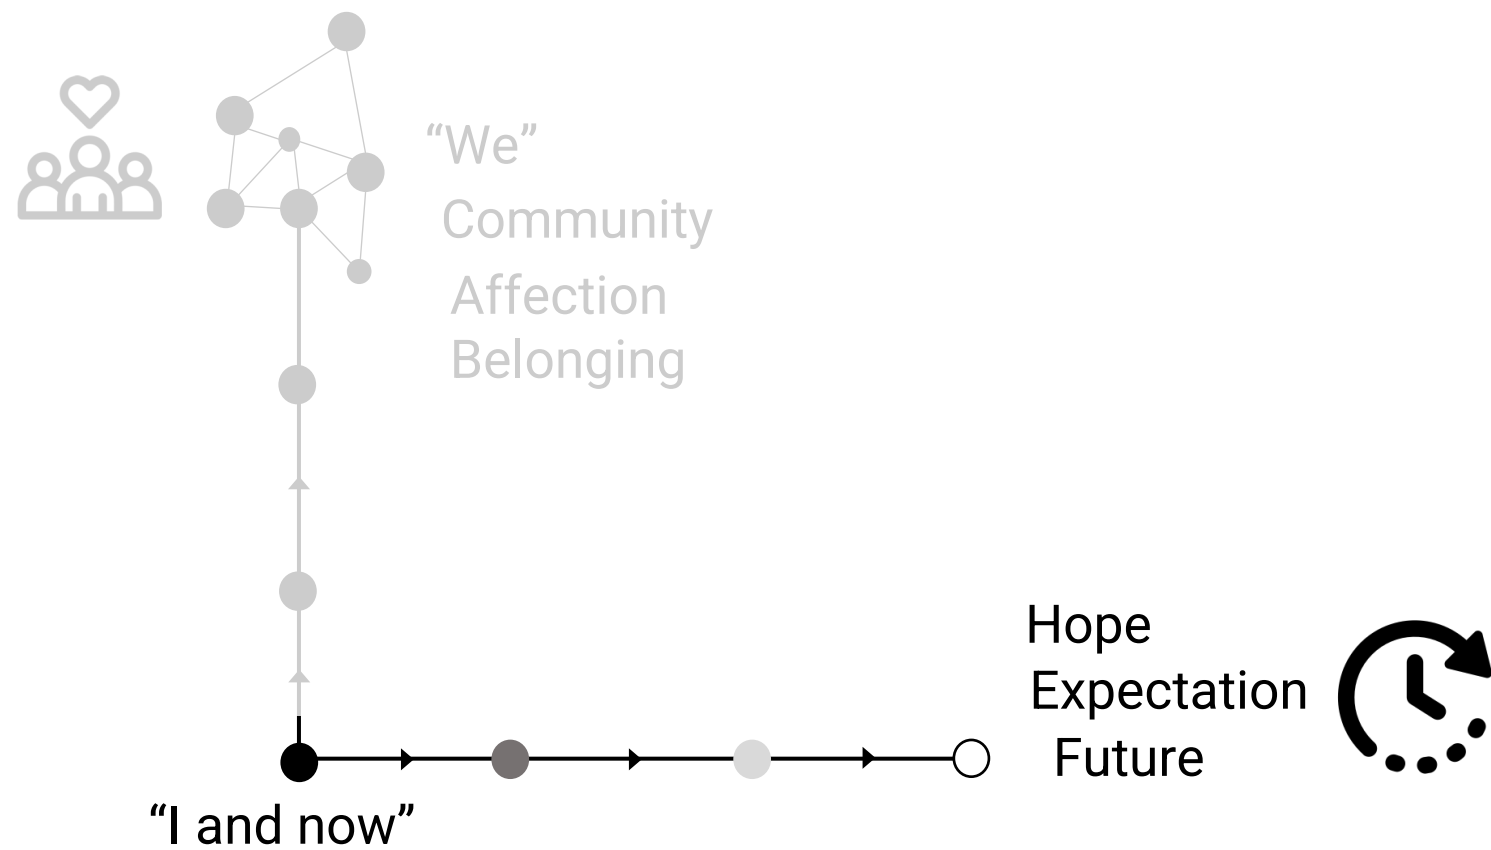 “We”
Community
Affection
Belonging
Hope
Expectation
Future
“I and now”